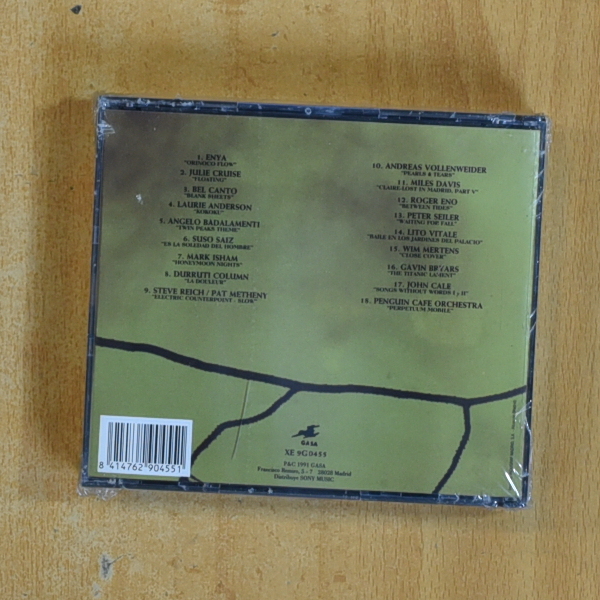 1. ENYA
"ORINOCO FLOW"
2. JULIE CRUISE
"FLOATING"
3. BEL CANTO
"BLANK SHEETS"
4. LAURIE ANDERSON
"KOKOKU"
5. ANGELO BADALAMENTI
"TWIN PEAKS THEME"
6. SUSO SAIZ
"EN LA SOLEDAD DEL HOMBRE"
7. MARK ISHAM
"HONEYMOON NIGHTS"
8. DURRUTI COLUMN
"LA DOULEUR"
9. STEVE REICH / PAT METHENY
"ELECTRIC COUNTERPOINT: SLOW"
10. ANDREAS VOLLENWEIDER
"PEARLS & TEARS"
11. MILES DAVIS
"CLAIRE-LOST IN MADRID, PART V"
12. ROGER ENO
"BETWEEN TIDES"
13. PETER SEILER
"WAITING FOR FALL"
14. LITO VITALE
"BAILE EN LOS JARDINES DEL PALACIO"
15. WIM MERTENS
"CLOSE COVER"
16. GAVIN BRYARS
"THE TITANIC LAMENT"
17. JOHN CALE
"SONGS WITHOUT WORDS I y II"
18. PENGUIN CAFE ORCHESTRA
"PERPETUUM MOBILE"
GASA
XE 9G0455
P&C 1991 GASA
Francisco Remiro, 5 - 7 28028 Madrid
Distribuye SONY MUSIC
8 414762 904551